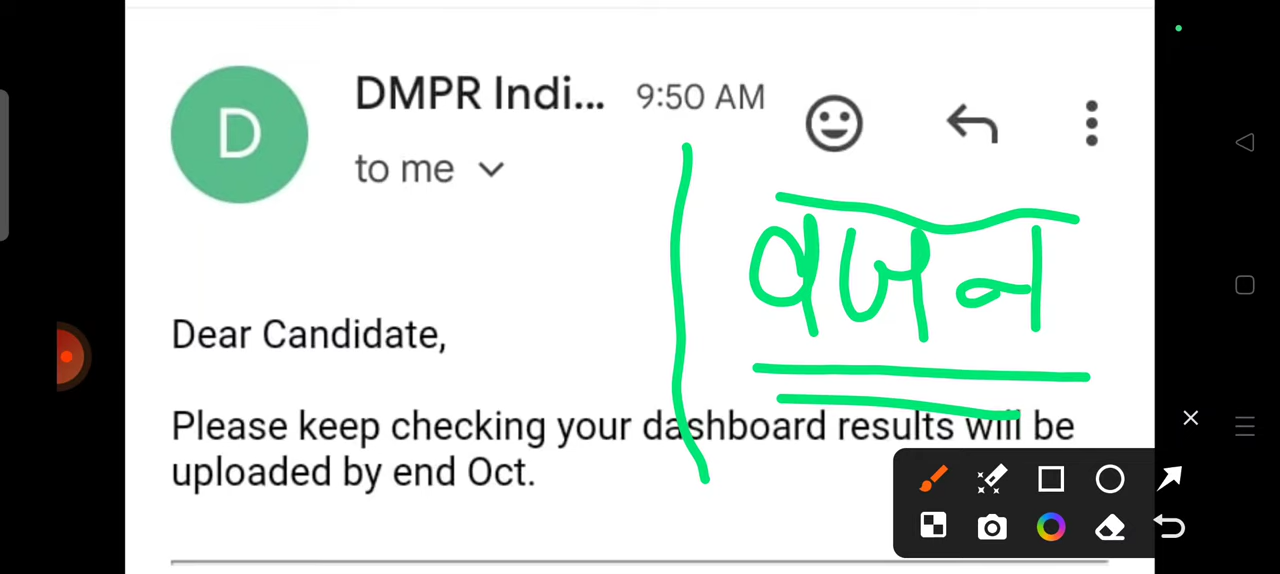 D
DMPR Indi... 9:50 AM
to me
वजन
Dear Candidate,
Please keep checking your dashboard results will be
uploaded by end Oct.